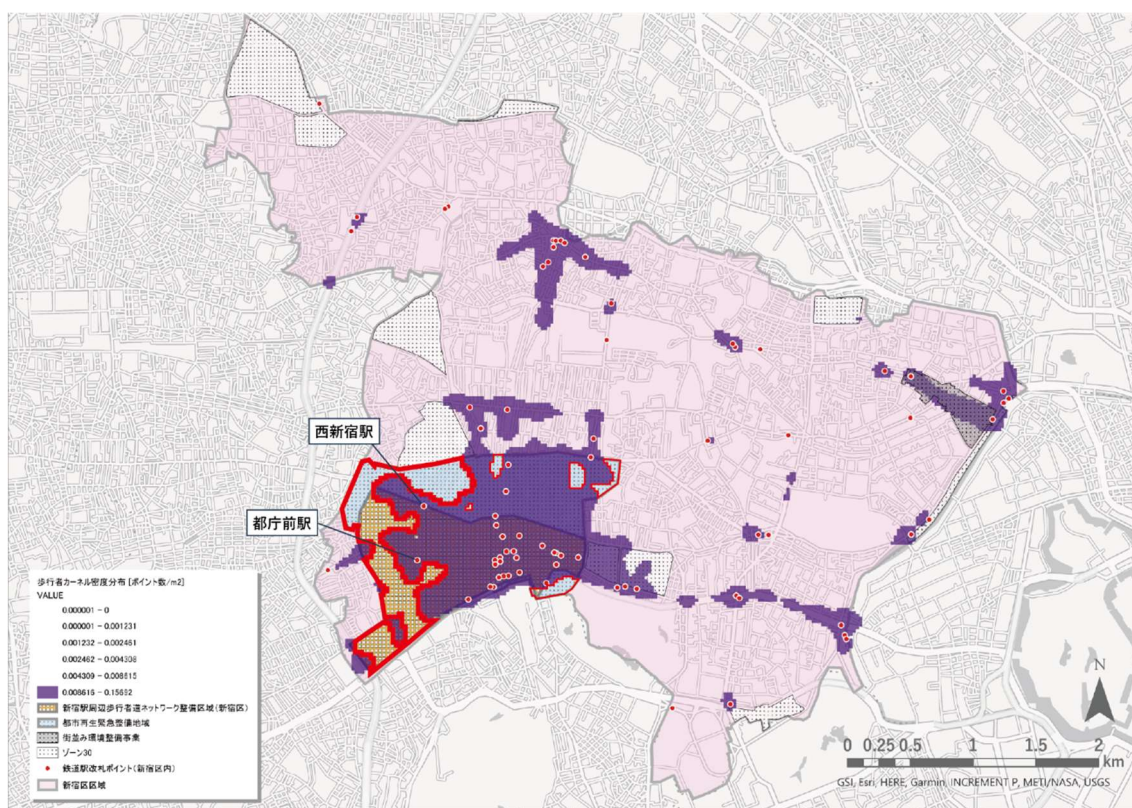 西新宿駅
都庁前駅
歩行者カーネル密度分布 [ポイント数/m2]
VALUE
0.000001 - 0
0.000001 - 0.001231
0.001232 - 0.002461
0.002462 - 0.004308
0.004309 - 0.008615
0.008616 - 0.15692
新宿駅周辺歩行者道ネットワーク整備区域(新宿区)
都市再生緊急整備地域
街並み環境整備事業
ゾーン30
鉄道駅改札ポイント(新宿区内)
新宿区区域
N
0 0.25 0.5 1 1.5 2
km
GSI, Esri, HERE, Garmin, INCREMENT P, METI/NASA, USGS